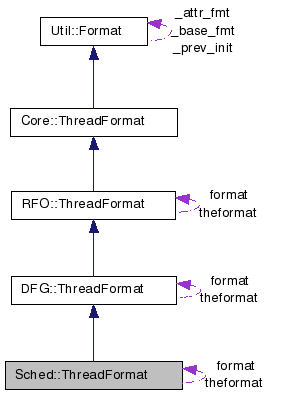 _attr_fmt
Util::Format
_base_fmt
_prev_init
Core::ThreadFormat
format
RFO::ThreadFormat
theformat
format
DFG::ThreadFormat
theformat
format
Sched::ThreadFormat
theformat